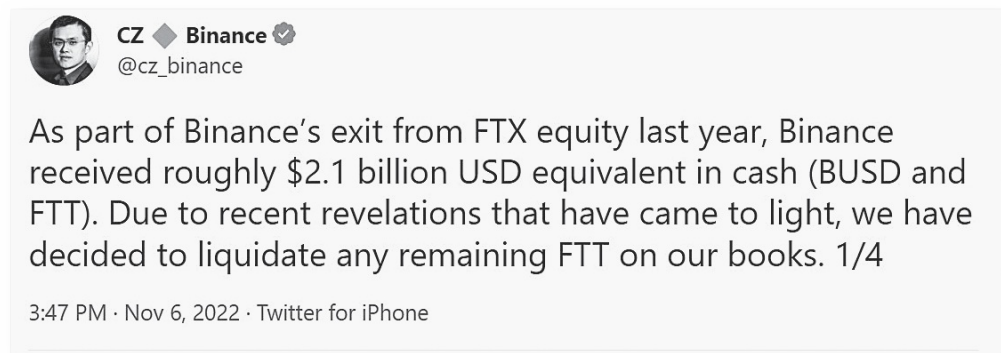 CZ 🔶 Binance
@cz_binance
As part of Binance’s exit from FTX equity last year, Binance
received roughly $2.1 billion USD equivalent in cash (BUSD and
FTT). Due to recent revelations that have came to light, we have
decided to liquidate any remaining FTT on our books. 1/4
3:47 PM · Nov 6, 2022 · Twitter for iPhone